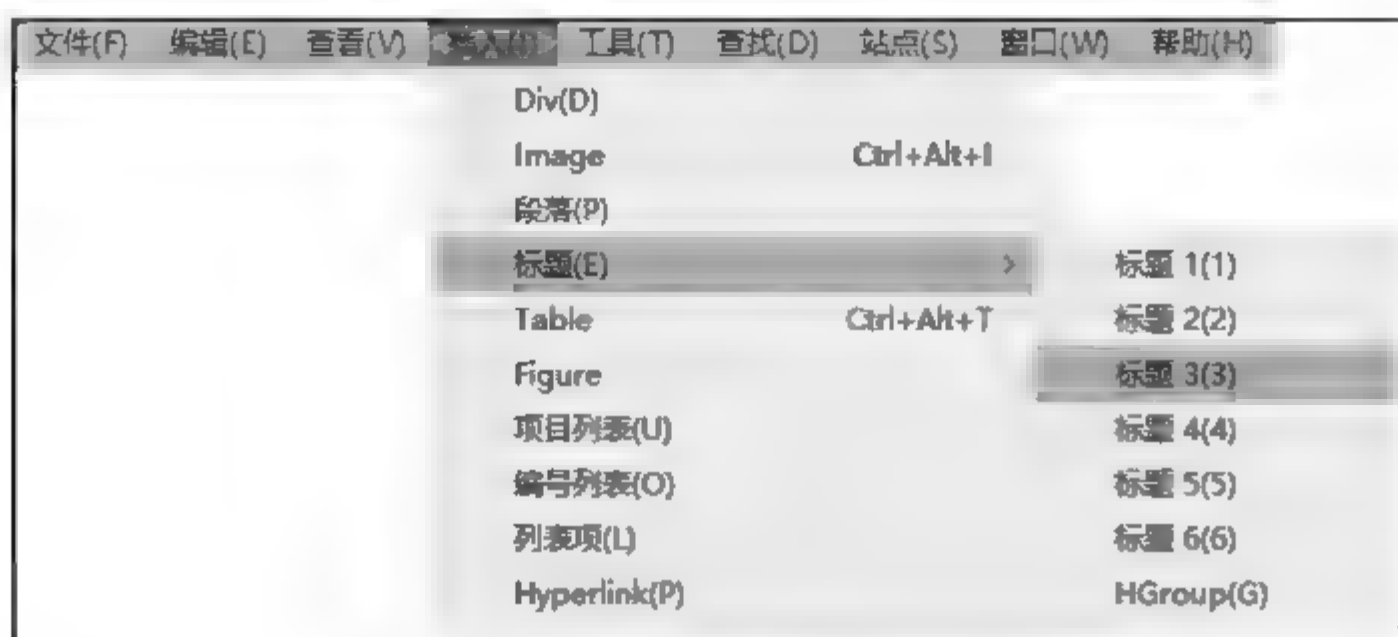 文件(F) 编辑(E) 查看(V) 工具(T) 查找(D) 站点(S) 窗口(W) 帮助(H)
Div(D)
Image Ctrl+Alt+I
段落(P)
标题(E) > 标题 1(1)
Table Ctrl+Alt+T 标题 2(2)
Figure 标题 3(3)
项目列表(U) 标题 4(4)
编号列表(O) 标题 5(5)
列表项(L) 标题 6(6)
Hyperlink(P) HGroup(G)